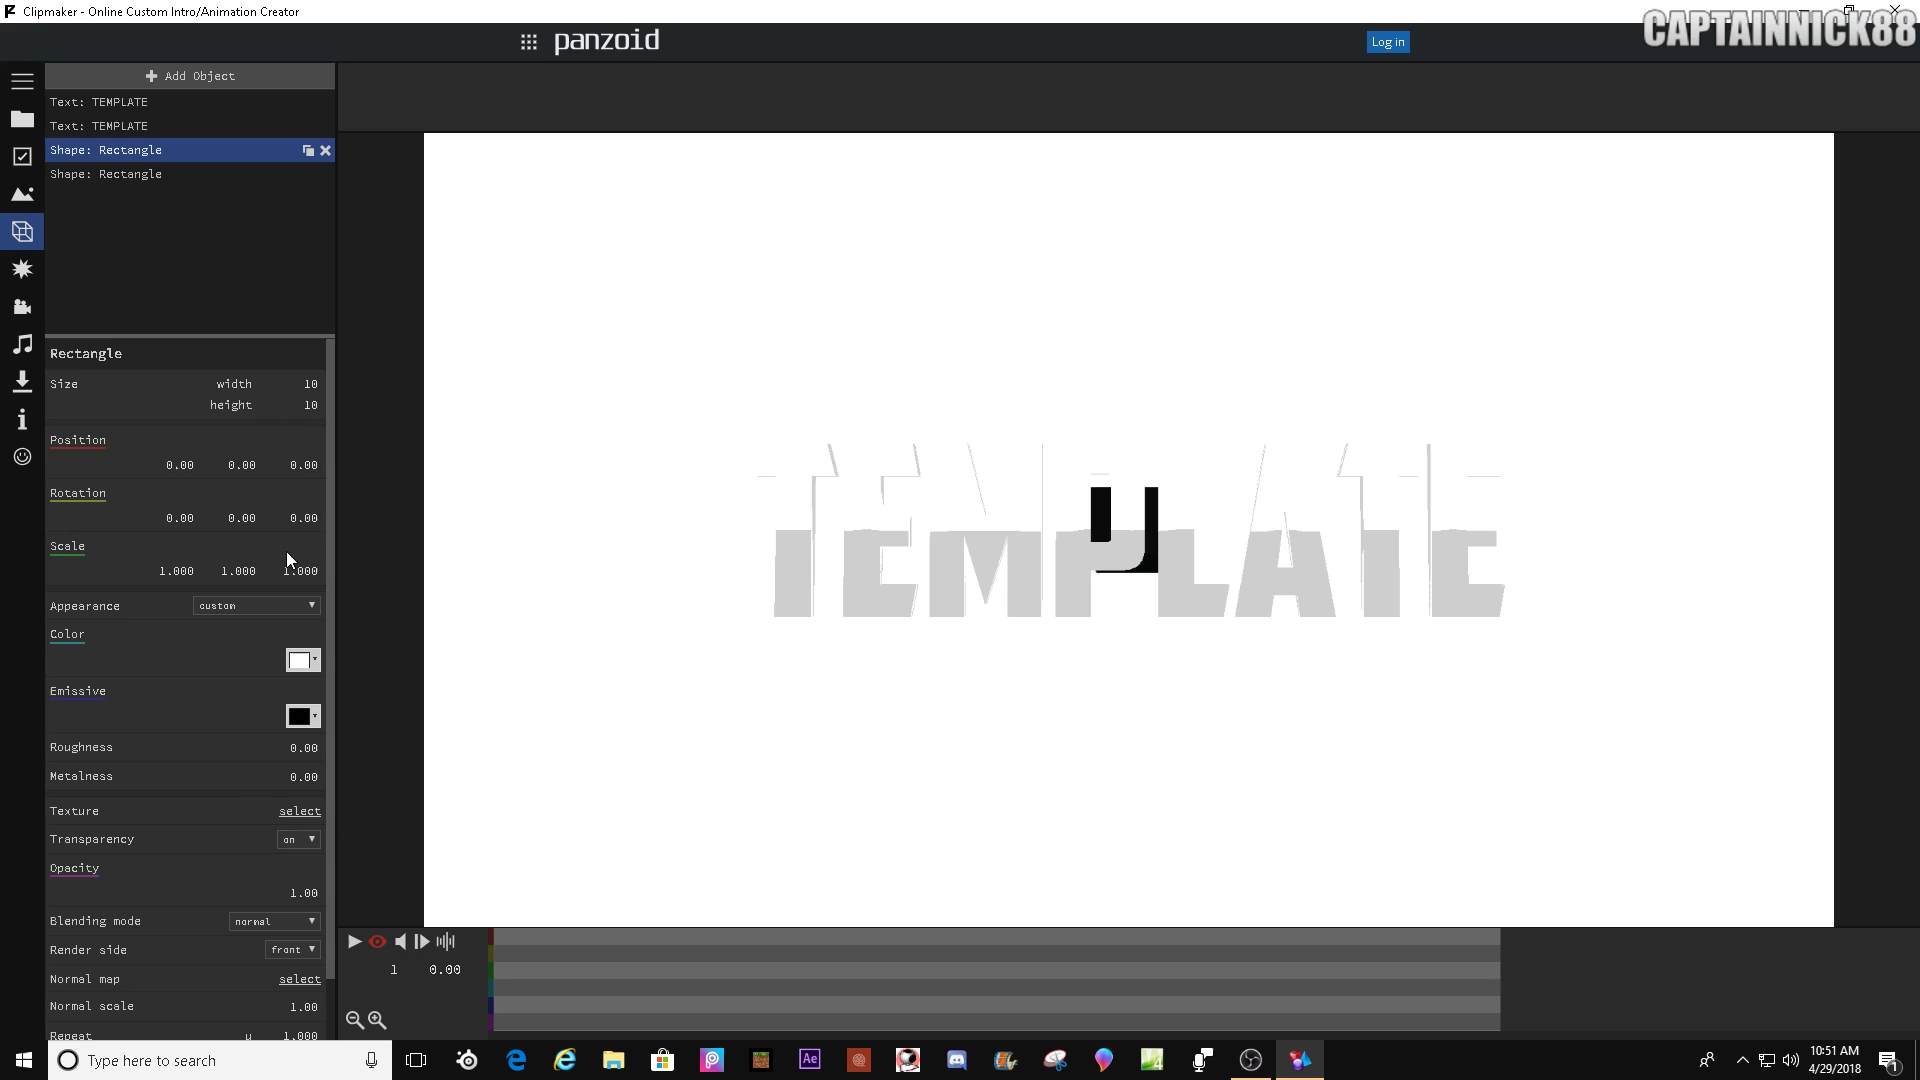 Clipmaker - Online Custom Intro/Animation Creator
CAPTAINNICK88
panzoid
Log in
Add Object
Text: TEMPLATE
Text: TEMPLATE
Shape: Rectangle
Shape: Rectangle
Rectangle
Size width 10
height 10
Position
0.00 0.00 0.00
Rotation
0.00 0.00 0.00
Scale
1.000 1.000 1.000
Appearance custom
Color
Emissive
Roughness 0.00
Metalness 0.00
Texture select
Transparency on
Opacity
1.00
Blending mode normal
Render side front
Normal map select
Normal scale 1.00
Repeat u 1.000
TEMPLATE
TEMPLATE
1 0.00
Type here to search
Ae
10:51 AM
4/29/2018
1